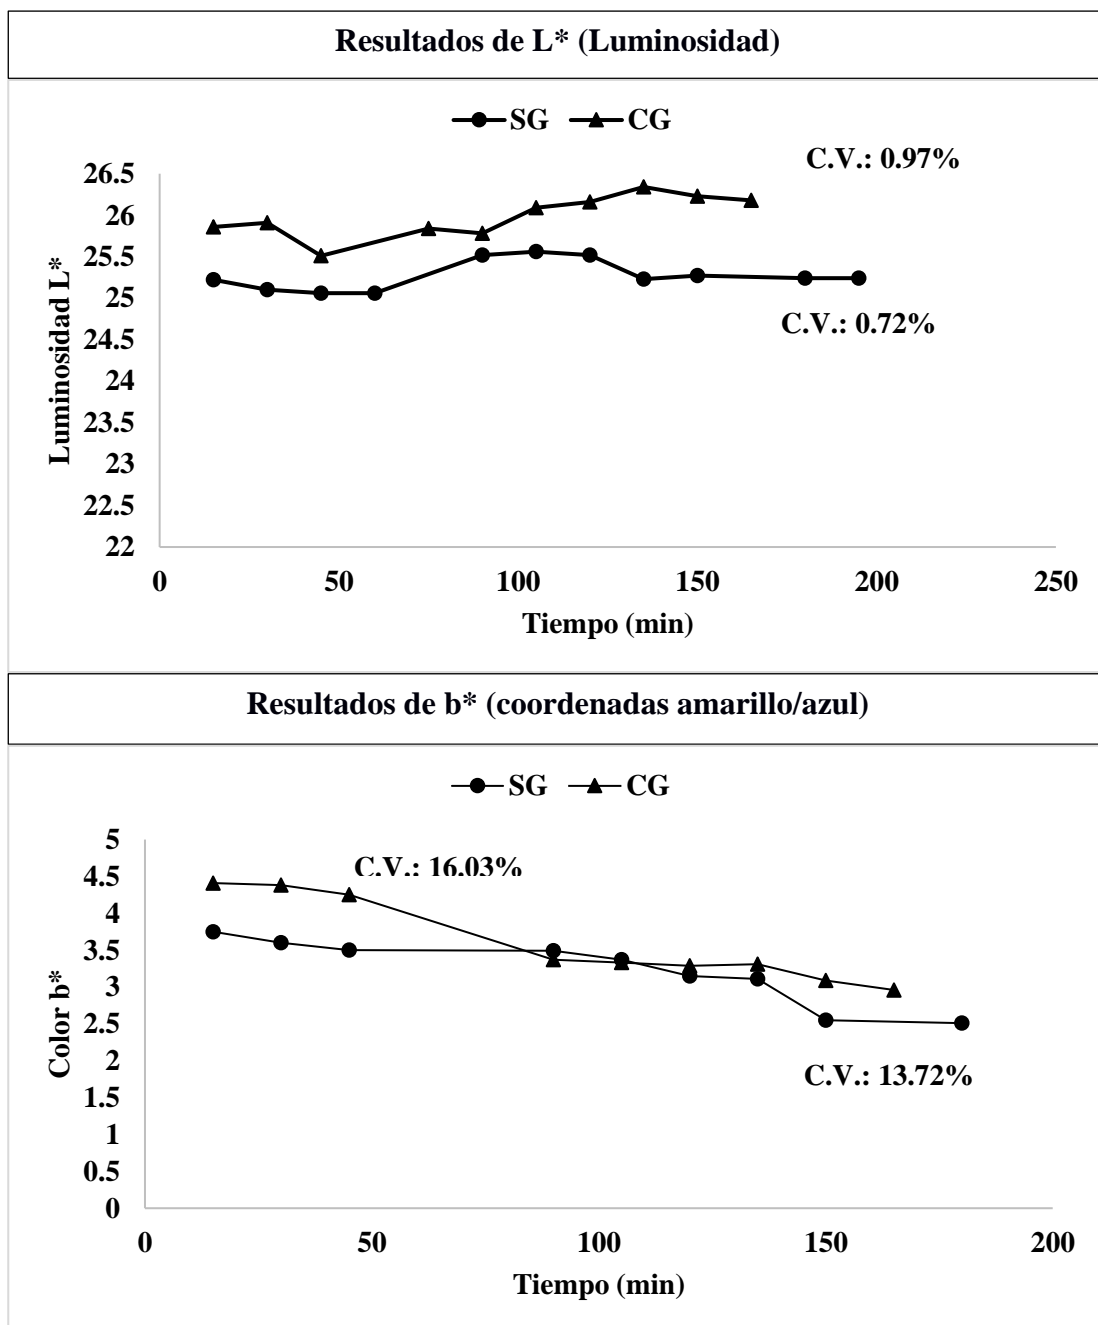 Resultados de L* (Luminosidad)
SG CG
C.V.: 0.97%
26.5
26
25.5
25
24.5
24
23.5
23
22.5
22
Luminosidad L*
C.V.: 0.72%
0 50 100 150 200 250
Tiempo (min)
Resultados de b* (coordenadas amarillo/azul)
SG CG
5
4.5
4
3.5
3
2.5
2
1.5
1
0.5
0
Color b*
C.V.: 16.03%
C.V.: 13.72%
0 50 100 150 200
Tiempo (min)